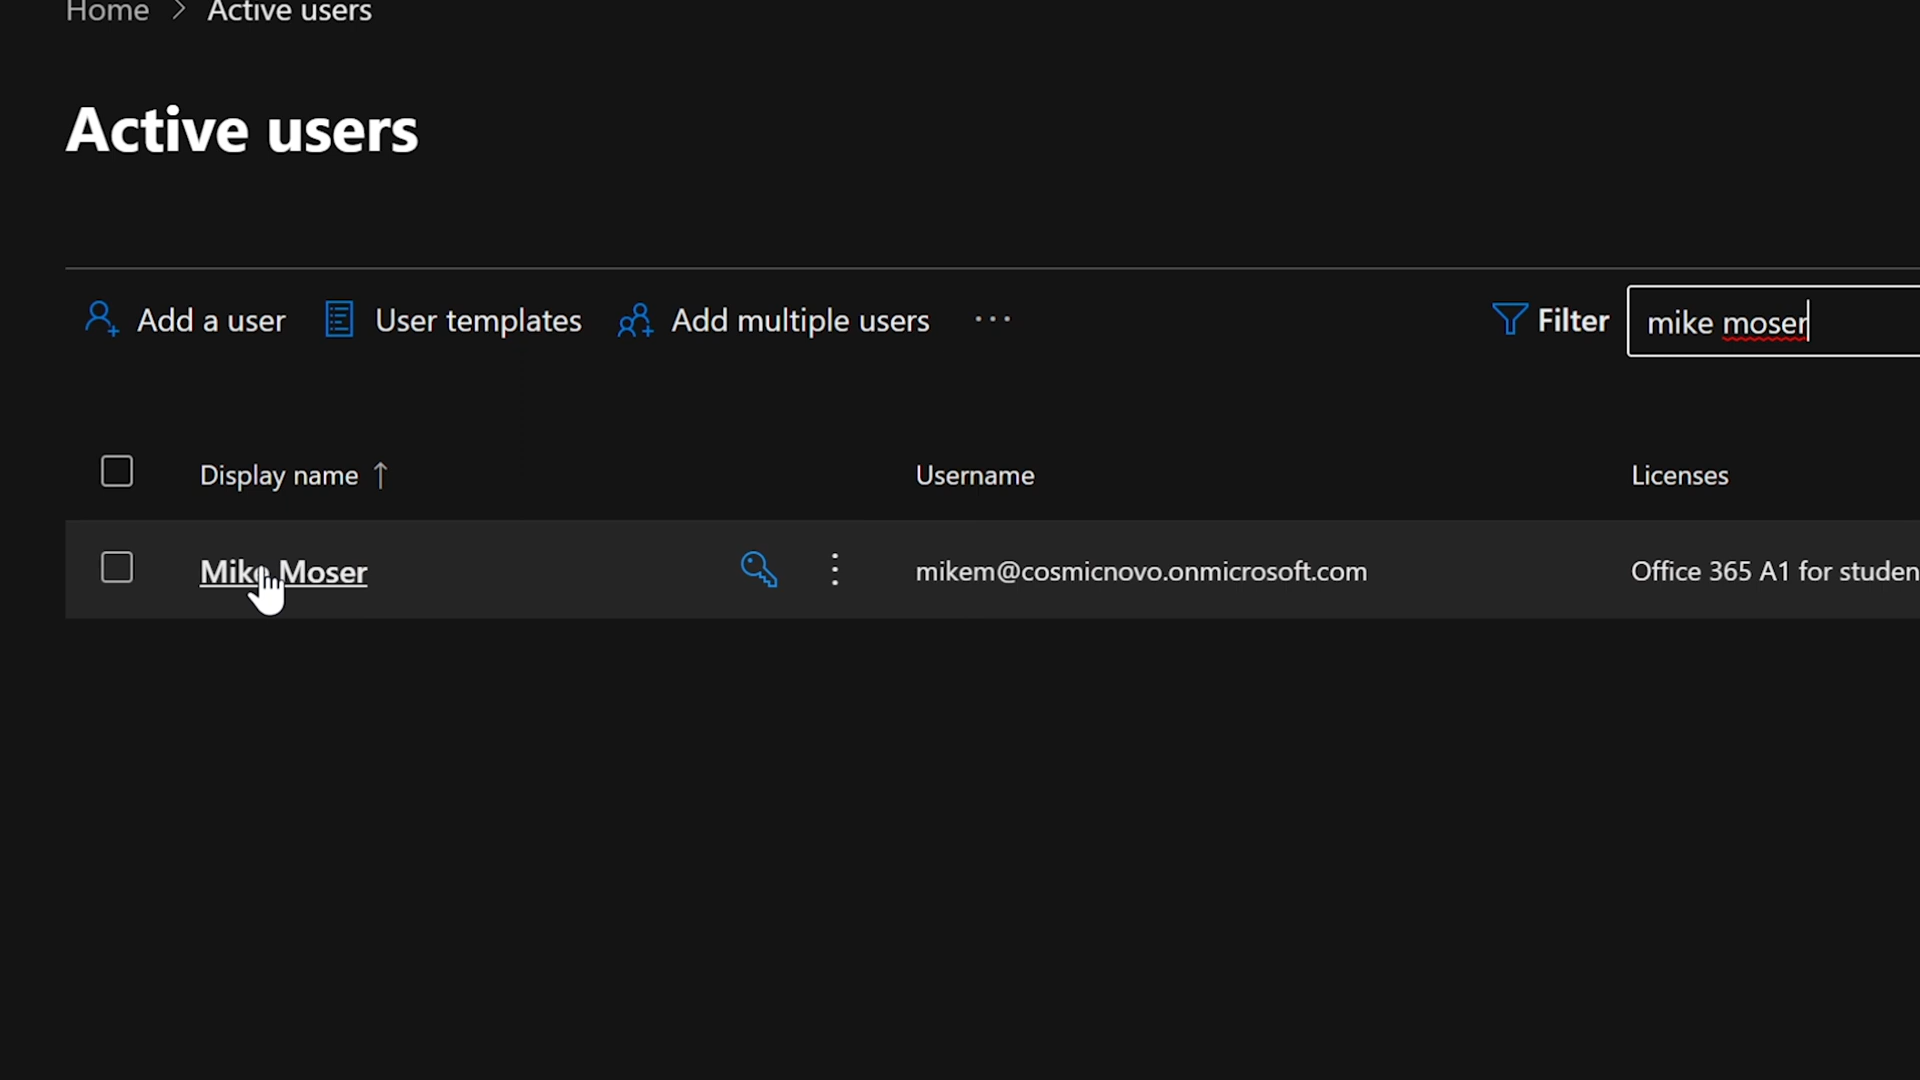 Home > Active users
Active users
Add a user User templates Add multiple users ··· Filter mike moser
Display name ↑ Username Licenses
Mike Moser mikem@cosmicnovo.onmicrosoft.com Office 365 A1 for studen